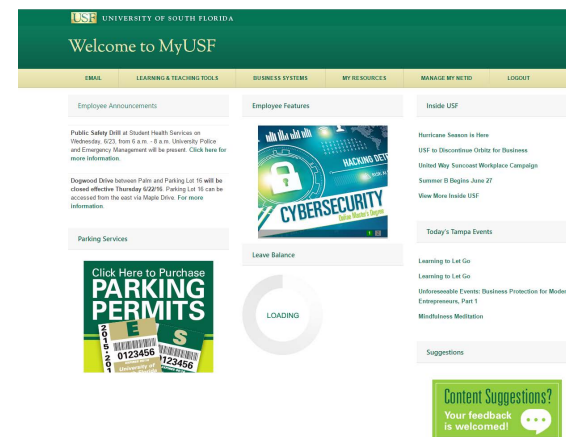 USF UNIVERSITY OF SOUTH FLORIDA
Welcome to MyUSF
EMAIL LEARNING & TEACHING TOOLS BUSINESS SYSTEMS MY RESOURCES MANAGE MY NETID LOGOUT
Employee Announcements
Public Safety Drill at Student Health Services on
Wednesday, 6/23, from 6 a.m. - 8 a.m. University Police
and Emergency Management will be present. Click here for
more information.
Dogwood Drive between Palm and Parking Lot 16 will be
closed effective Thursday 6/22/16. Parking Lot 16 can be
accessed from the east via Maple Drive. For more
information.
Parking Services
Click Here to Purchase
PARKING
PERMITS
2015-201
E
S
0123456
123456
University of
Employee Features
HACKING DETE
CYBERSECURITY
Online Master's Degree
Leave Balance
LOADING
Inside USF
Hurricane Season is Here
USF to Discontinue Orbitz for Business
United Way Suncoast Workplace Campaign
Summer B Begins June 27
View More Inside USF
Today's Tampa Events
Learning to Let Go
Learning to Let Go
Unforeseeable Events: Business Protection for Moder
Entrepreneurs, Part 1
Mindfulness Meditation
Suggestions
Content Suggestions?
Your feedback
is welcomed!